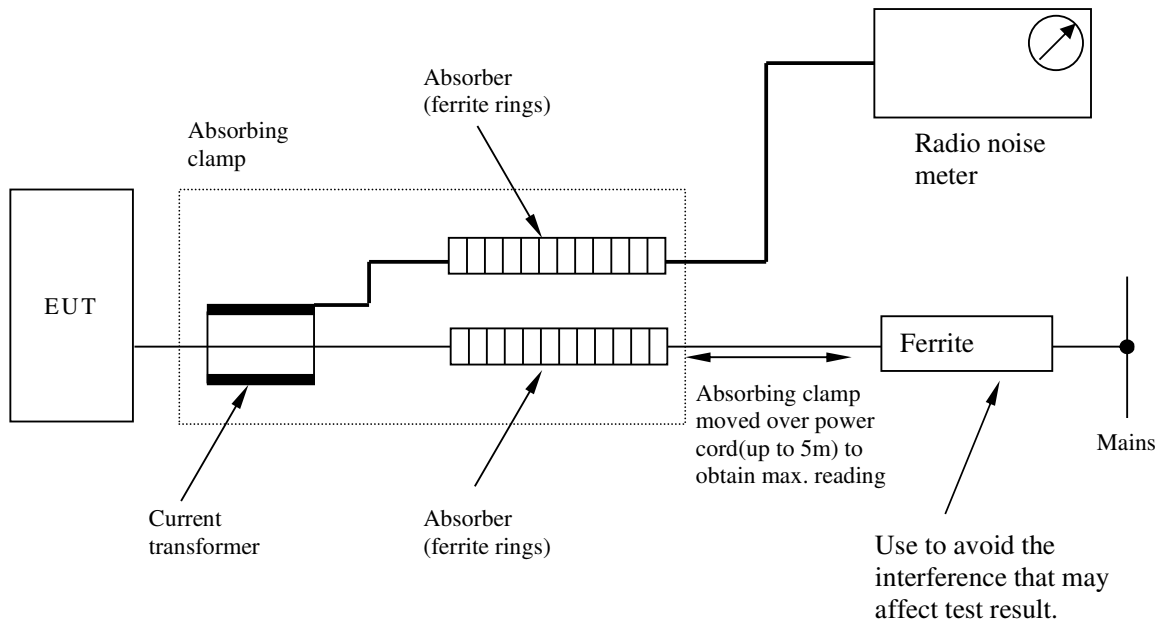 Absorber
(ferrite rings)
Absorbing
clamp
Radio noise
meter
EUT
Ferrite
Absorbing clamp
moved over power
cord(up to 5m) to
obtain max. reading
Mains
Current
transformer
Absorber
(ferrite rings)
Use to avoid the
interference that may
affect test result.